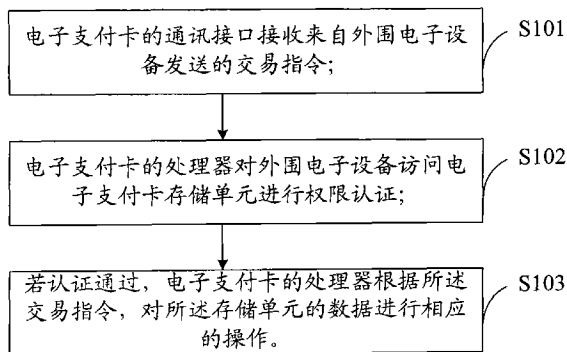 电子支付卡的通讯接口接收来自外围电子设
备发送的交易指令;
S101
电子支付卡的处理器对外围电子设备访问电
子支付卡存储单元进行权限认证;
S102
若认证通过，电子支付卡的处理器根据所述
交易指令，对所述存储单元的数据进行相应
的操作。
S103